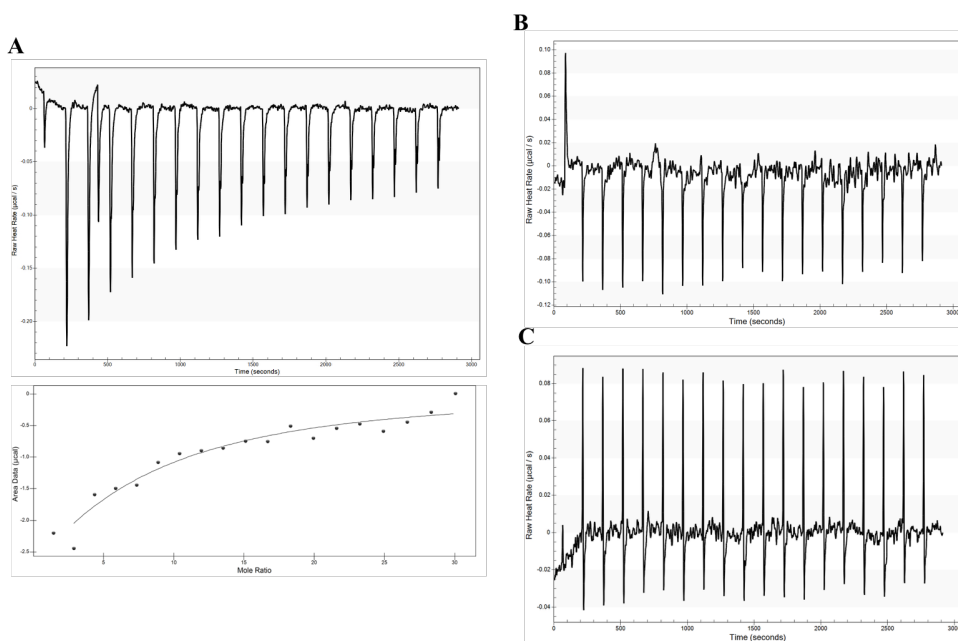 A
0
-0.05
-0.10
-0.15
-0.20
Raw Heat Rate (µcal / s)
0 500 1000 1500 2000 2500 3000
Time (seconds)
0
-0.5
-1.0
-1.5
-2.0
-2.5
Area Data (µcal)
5 10 15 20 25 30
Mole Ratio
B
0.10
0.08
0.06
0.04
0.02
0
-0.02
-0.04
-0.06
-0.08
-0.10
-0.12
Raw Heat Rate (µcal / s)
0 500 1000 1500 2000 2500 3000
Time (seconds)
C
0.08
0.06
0.04
0.02
0
-0.02
-0.04
Raw Heat Rate (µcal / s)
0 500 1000 1500 2000 2500 3000
Time (seconds)